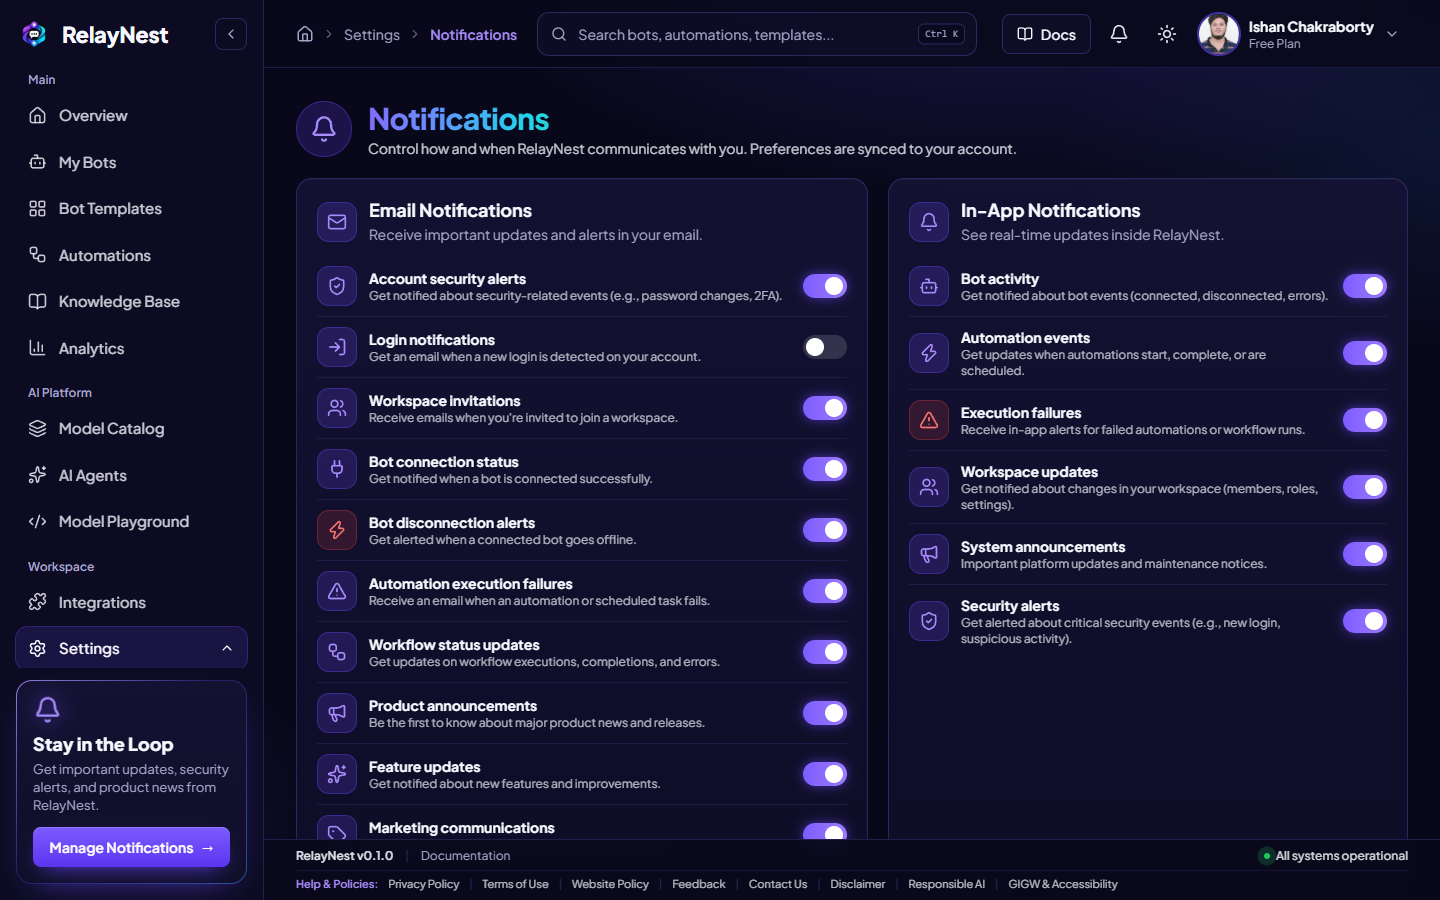 RelayNest
Main
Overview
My Bots
Bot Templates
Automations
Knowledge Base
Analytics
AI Platform
Model Catalog
AI Agents
Model Playground
Workspace
Integrations
Settings
Stay in the Loop
Get important updates, security
alerts, and product news from
RelayNest.
Manage Notifications →
Settings
Notifications
Search bots, automations, templates...
Ctrl K
Docs
Ishan Chakraborty
Free Plan
Notifications
Control how and when RelayNest communicates with you. Preferences are synced to your account.
Email Notifications
Receive important updates and alerts in your email.
Account security alerts
Get notified about security-related events (e.g., password changes, 2FA).
Login notifications
Get an email when a new login is detected on your account.
Workspace invitations
Receive emails when you're invited to join a workspace.
Bot connection status
Get notified when a bot is connected successfully.
Bot disconnection alerts
Get alerted when a connected bot goes offline.
Automation execution failures
Receive an email when an automation or scheduled task fails.
Workflow status updates
Get updates on workflow executions, completions, and errors.
Product announcements
Be the first to know about major product news and releases.
Feature updates
Get notified about new features and improvements.
Marketing communications
In-App Notifications
See real-time updates inside RelayNest.
Bot activity
Get notified about bot events (connected, disconnected, errors).
Automation events
Get updates when automations start, complete, or are
scheduled.
Execution failures
Receive in-app alerts for failed automations or workflow runs.
Workspace updates
Get notified about changes in your workspace (members, roles,
settings).
System announcements
Important platform updates and maintenance notices.
Security alerts
Get alerted about critical security events (e.g., new login,
suspicious activity).
RelayNest v0.1.0
Documentation
All systems operational
Help & Policies:
Privacy Policy
Terms of Use
Website Policy
Feedback
Contact Us
Disclaimer
Responsible AI
GIGW & Accessibility